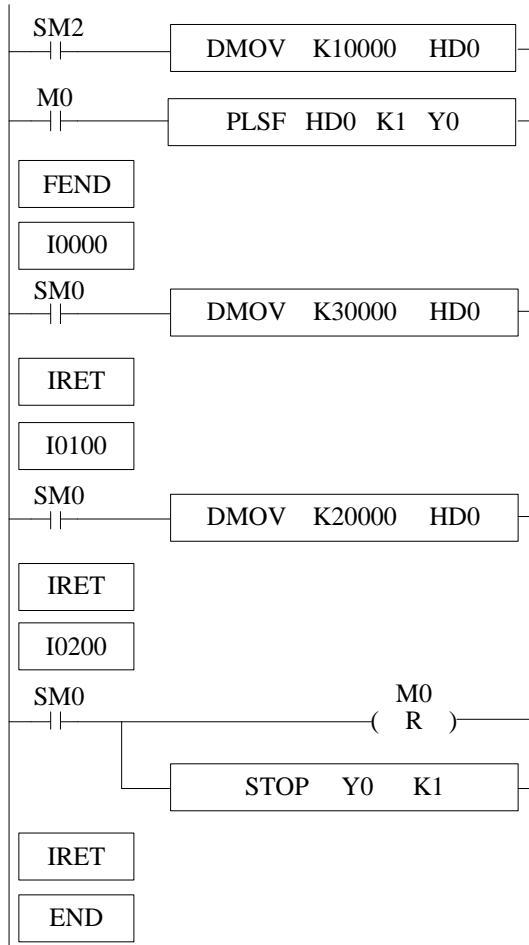 SM2
DMOV K10000 HD0
M0
PLSF HD0 K1 Y0
FEND
I0000
SM0
DMOV K30000 HD0
IRET
I0100
SM0
DMOV K20000 HD0
IRET
I0200
SM0
M0
( R )
STOP Y0 K1
IRET
END